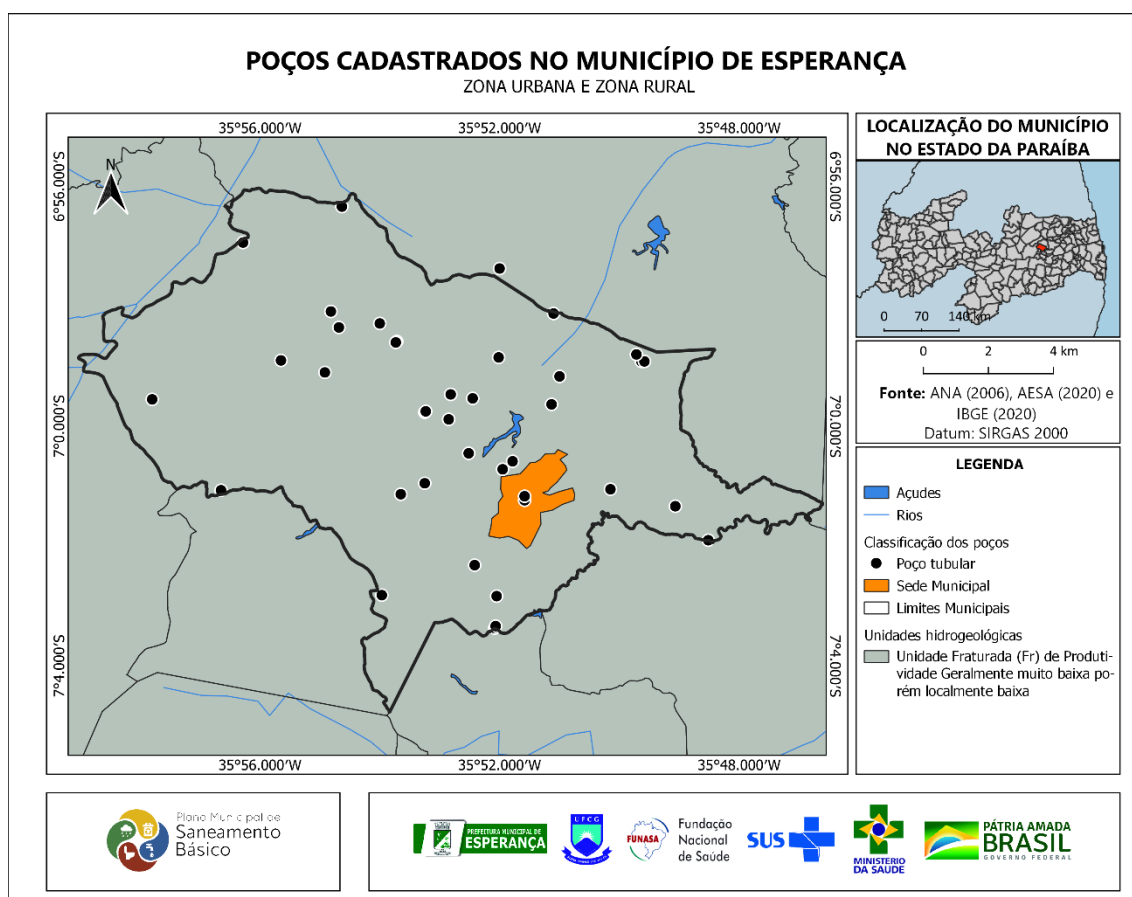 POÇOS CADASTRADOS NO MUNICÍPIO DE ESPERANÇA
ZONA URBANA E ZONA RURAL
35°56.000'W
35°52.000'W
35°48.000'W
6°56.000'S
7°0.000'S
7°4.000'S
N
6°56.000'S
7°0.000'S
7°4.000'S
35°56.000'W
35°52.000'W
35°48.000'W
LOCALIZAÇÃO DO MUNICÍPIO
NO ESTADO DA PARAÍBA
0 70 140 km
0 2 4 km
Fonte: ANA (2006), AESA (2020) e
IBGE (2020)
Datum: SIRGAS 2000
LEGENDA
Açudes
Rios
Classificação dos poços
Poço tubular
Sede Municipal
Limites Municipais
Unidades hidrogeológicas
Unidade Fraturada (Fr) de Produti-
vidade Geralmente muito baixa po-
rém localmente baixa
Plano Municipal de
Saneamento
Básico
PREFEITURA MUNICIPAL DE
ESPERANÇA
UFCG
FUNASA
Fundação
Nacional
de Saúde
SUS
MINISTÉRIO
DA SAÚDE
PÁTRIA AMADA
BRASIL
GOVERNO FEDERAL